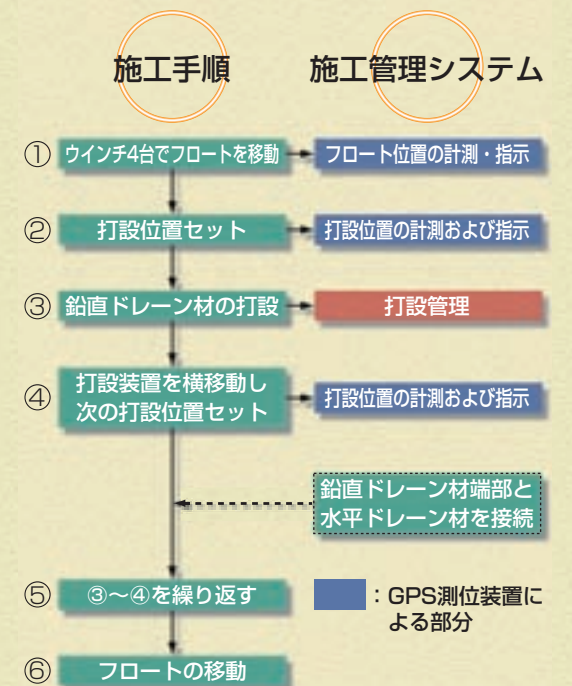 施工手順
施工管理システム
① ウインチ4台でフロートを移動
フロート位置の計測・指示
② 打設位置セット
打設位置の計測および指示
③ 鉛直ドレーン材の打設
打設管理
④ 打設装置を横移動し
次の打設位置セット
打設位置の計測および指示
鉛直ドレーン材端部と
水平ドレーン材を接続
⑤ ③〜④を繰り返す
：GPS測位装置に
よる部分
⑥ フロートの移動